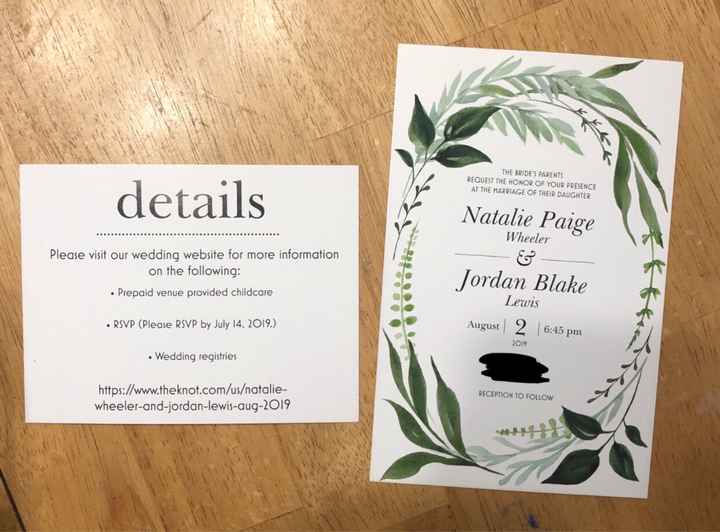 details
Please visit our wedding website for more information
on the following:
• Prepaid venue provided childcare
• RSVP (Please RSVP by July 14, 2019.)
• Wedding registries
https://www.theknot.com/us/natalie-
wheeler-and-jordan-lewis-aug-2019
THE BRIDE'S PARENTS
REQUEST THE HONOR OF YOUR PRESENCE
AT THE MARRIAGE OF THEIR DAUGHTER
Natalie Paige
Wheeler
&
Jordan Blake
Lewis
August | 2 | 6:45 pm
2019
RECEPTION TO FOLLOW